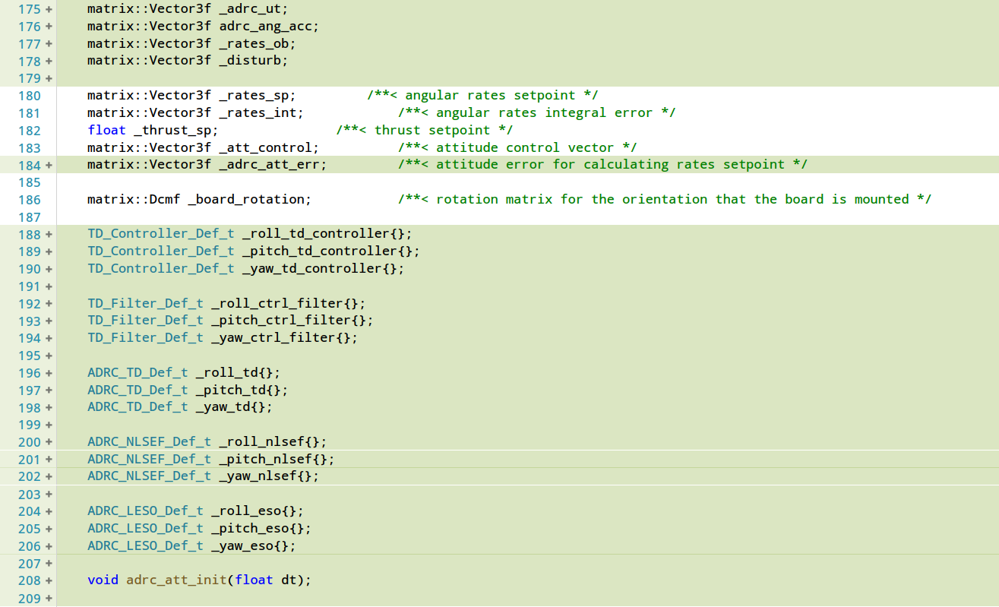 175 + matrix::Vector3f _adrc_ut;
176 + matrix::Vector3f adrc_ang_acc;
177 + matrix::Vector3f _rates_ob;
178 + matrix::Vector3f _disturb;
179 +
180 matrix::Vector3f _rates_sp; /**< angular rates setpoint */
181 matrix::Vector3f _rates_int; /**< angular rates integral error */
182 float _thrust_sp; /**< thrust setpoint */
183 matrix::Vector3f _att_control; /**< attitude control vector */
184 + matrix::Vector3f _adrc_att_err; /**< attitude error for calculating rates setpoint */
185
186 matrix::Dcmf _board_rotation; /**< rotation matrix for the orientation that the board is mounted */
187
188 + TD_Controller_Def_t _roll_td_controller{};
189 + TD_Controller_Def_t _pitch_td_controller{};
190 + TD_Controller_Def_t _yaw_td_controller{};
191 +
192 + TD_Filter_Def_t _roll_ctrl_filter{};
193 + TD_Filter_Def_t _pitch_ctrl_filter{};
194 + TD_Filter_Def_t _yaw_ctrl_filter{};
195 +
196 + ADRC_TD_Def_t _roll_td{};
197 + ADRC_TD_Def_t _pitch_td{};
198 + ADRC_TD_Def_t _yaw_td{};
199 +
200 + ADRC_NLSEF_Def_t _roll_nlsef{};
201 + ADRC_NLSEF_Def_t _pitch_nlsef{};
202 + ADRC_NLSEF_Def_t _yaw_nlsef{};
203 +
204 + ADRC_LESO_Def_t _roll_eso{};
205 + ADRC_LESO_Def_t _pitch_eso{};
206 + ADRC_LESO_Def_t _yaw_eso{};
207 +
208 + void adrc_att_init(float dt);
209 +